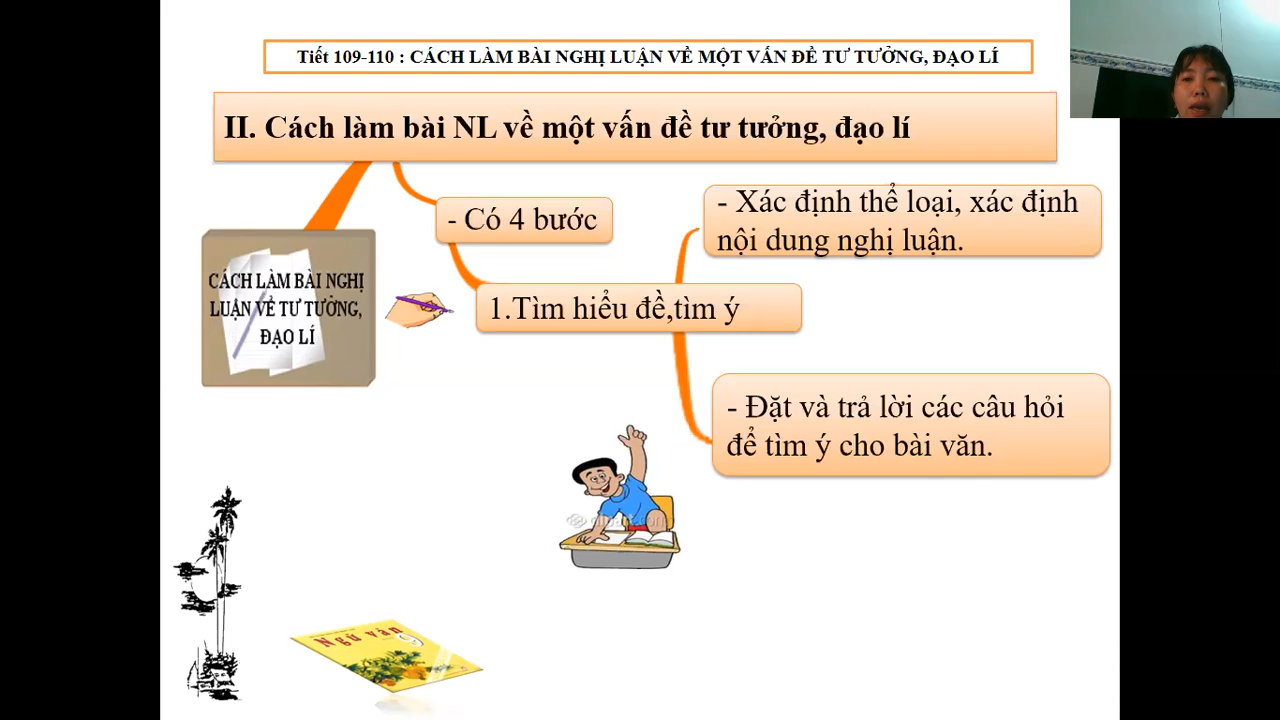 Tiết 109-110 : CÁCH LÀM BÀI NGHỊ LUẬN VỀ MỘT VẤN ĐỀ TƯ TƯỞNG, ĐẠO LÍ
II. Cách làm bài NL về một vấn đề tư tưởng, đạo lí
- Có 4 bước
- Xác định thể loại, xác định
nội dung nghị luận.
CÁCH LÀM BÀI NGHỊ
LUẬN VỀ TƯ TƯỞNG,
ĐẠO LÍ
1.Tìm hiểu đề,tìm ý
- Đặt và trả lời các câu hỏi
để tìm ý cho bài văn.
Ngữ văn